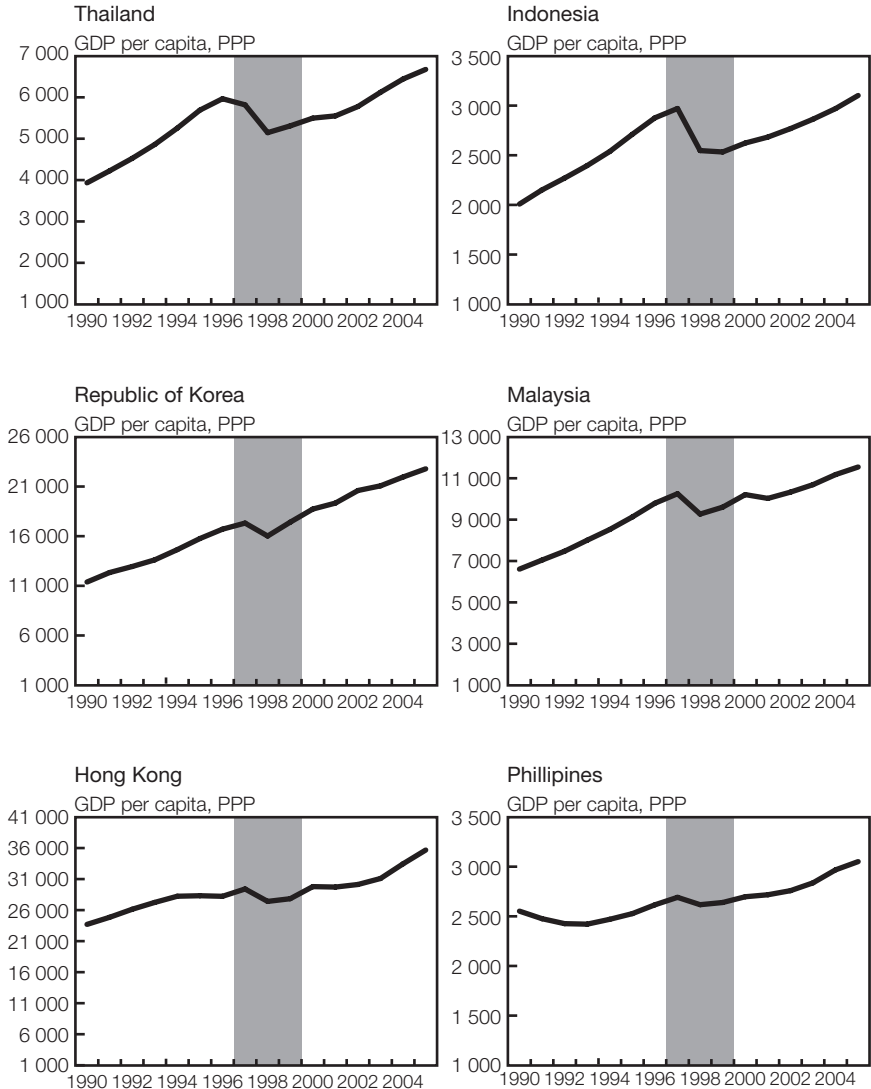 Thailand
GDP per capita, PPP
7 000
6 000
5 000
4 000
3 000
2 000
1 000
1990 1992 1994 1996 1998 2000 2002 2004
Indonesia
GDP per capita, PPP
3 500
3 000
2 500
2 000
1 500
1 000
1990 1992 1994 1996 1998 2000 2002 2004
Republic of Korea
GDP per capita, PPP
26 000
21 000
16 000
11 000
6 000
1 000
1990 1992 1994 1996 1998 2000 2002 2004
Malaysia
GDP per capita, PPP
13 000
11 000
9 000
7 000
5 000
3 000
1 000
1990 1992 1994 1996 1998 2000 2002 2004
Hong Kong
GDP per capita, PPP
41 000
36 000
31 000
26 000
21 000
16 000
11 000
6 000
1 000
1990 1992 1994 1996 1998 2000 2002 2004
Phillipines
GDP per capita, PPP
3 500
3 000
2 500
2 000
1 500
1 000
1990 1992 1994 1996 1998 2000 2002 2004